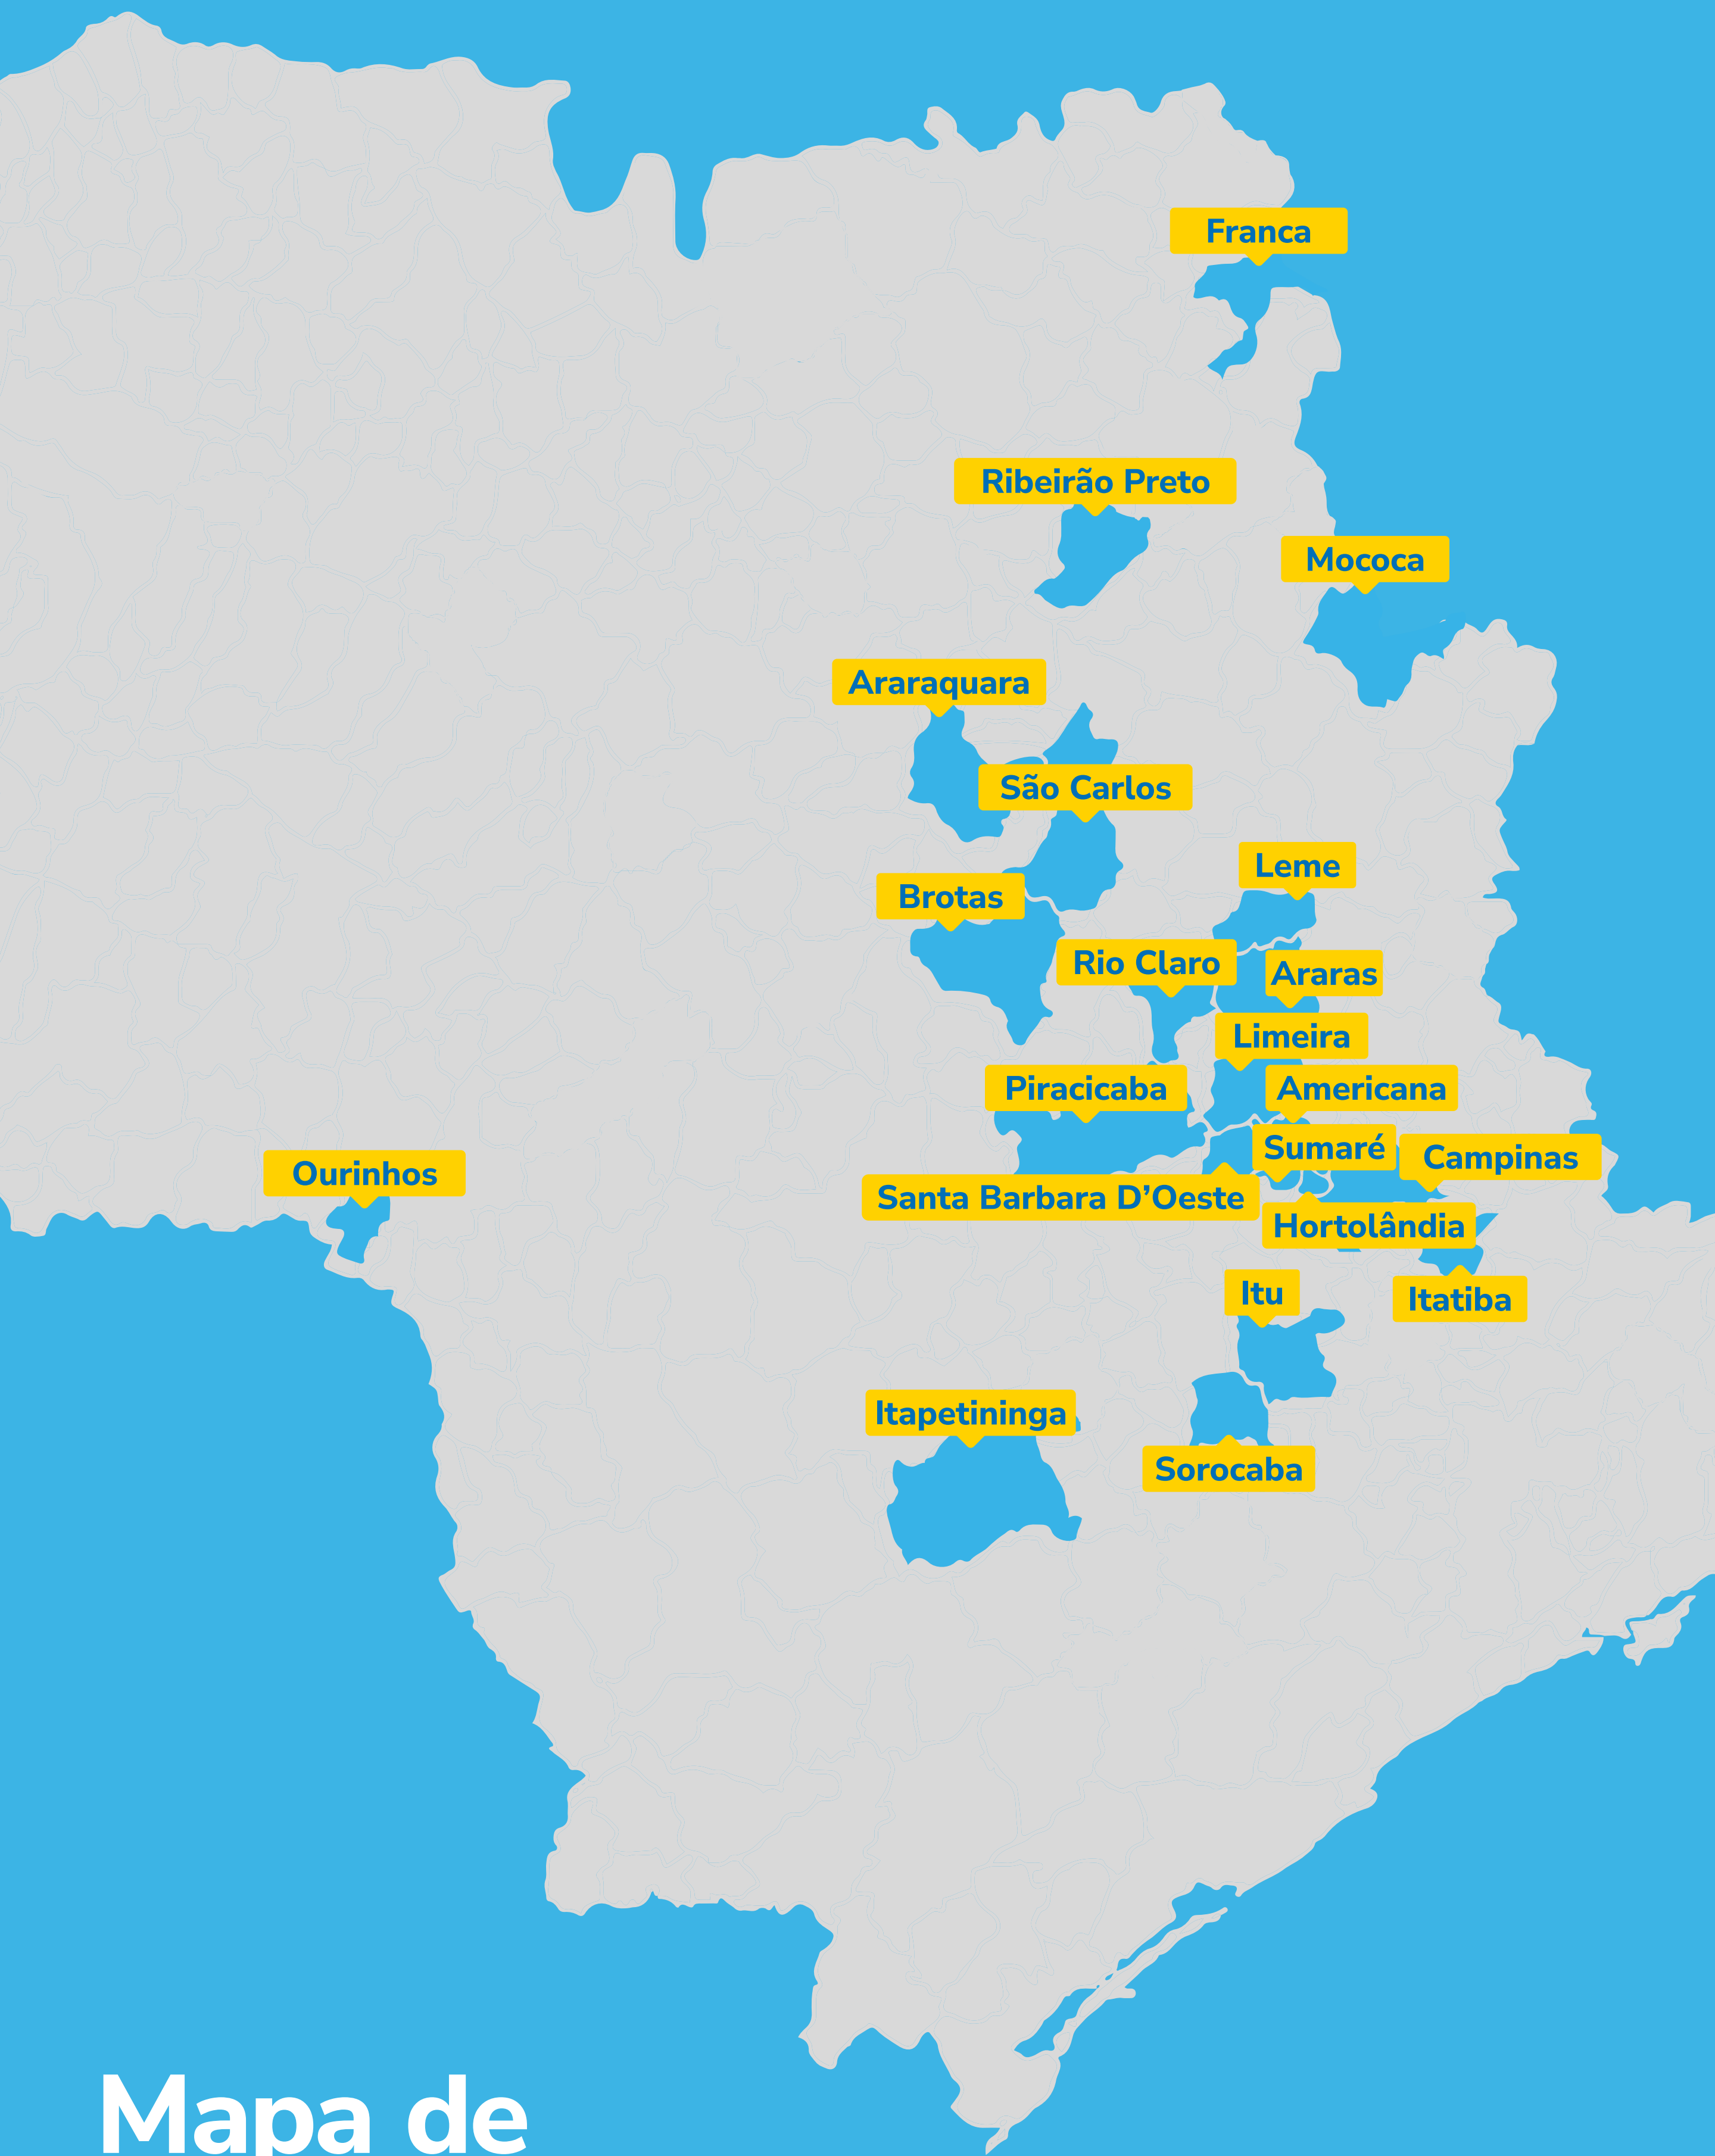 Franca
Ribeirão Preto
Mococa
Araraquara
São Carlos
Leme
Brotas
Rio Claro
Araras
Limeira
Piracicaba
Americana
Sumaré
Campinas
Ourinhos
Santa Barbara D’Oeste
Hortolândia
Itu
Itatiba
Itapetininga
Sorocaba
Mapa de